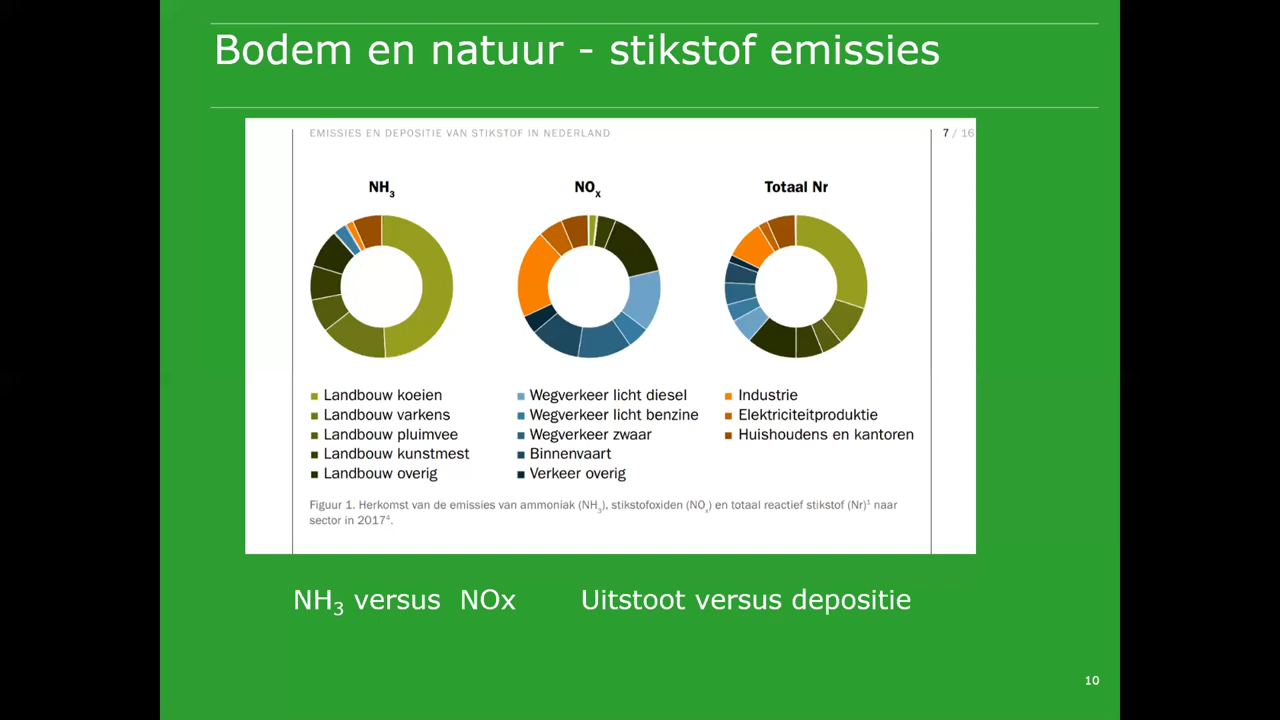 Bodem en natuur - stikstof emissies
EMISSIES EN DEPOSITIE VAN STIKSTOF IN NEDERLAND
7 / 16
NH3
NOx
Totaal Nr
Landbouw koeien
Landbouw varkens
Landbouw pluimvee
Landbouw kunstmest
Landbouw overig
Wegverkeer licht diesel
Wegverkeer licht benzine
Wegverkeer zwaar
Binnenvaart
Verkeer overig
Industrie
Elektriciteitproduktie
Huishoudens en kantoren
Figuur 1. Herkomst van de emissies van ammoniak (NH3), stikstofoxiden (NOx) en totaal reactief stikstof (Nr)1 naar
sector in 20174.
NH3 versus NOx
Uitstoot versus depositie
10